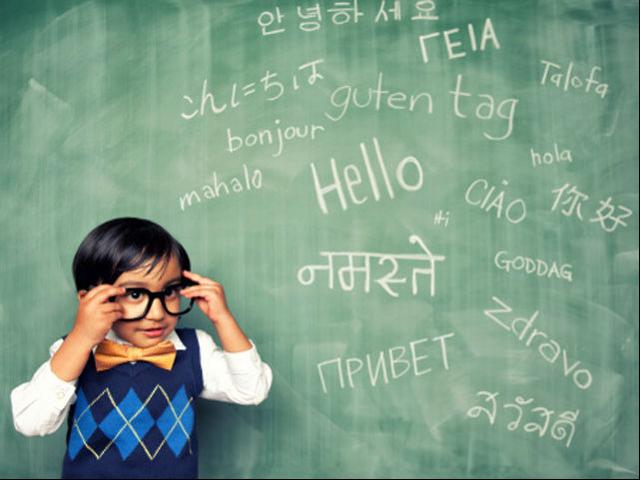 안녕하세요
ΓΕΙΑ
Talofa
こんにちは
guten tag
bonjour
hola
Hello
mahalo
CIAO
你好
Hi
नमस्ते
GODDAG
Zdravo
ПРИВЕТ
สวัสดี